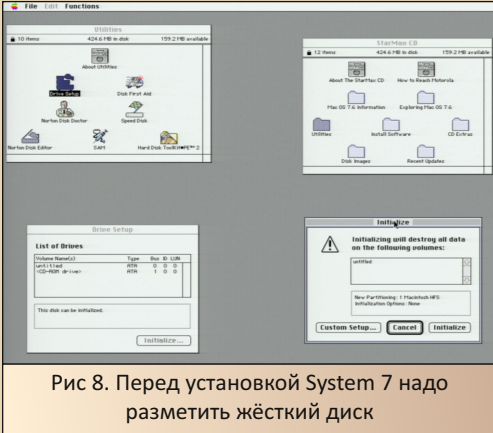 File Edit Functions
Utilities
10 items 424.6 MB in disk 159.2 MB available
About Utilities
Drive Setup
Disk First Aid
Norton Disk Doctor
Speed Disk
Norton Disk Editor
SAM
Hard Disk ToolKit•PE™ 2
StarMax CD
12 items 424.6 MB in disk 159.2 MB available
About The StarMax CD
How to Reach Motorola
Mac OS 7.6 Information
Exploring Mac OS 7.6
Utilities
Install Software
CD Extras
Disk Images
Recent Updates
Drive Setup
List of Drives
Volume Name(s) Type Bus ID LUN
untitled ATA 0 0 0
<CD-ROM drive> ATA 1 0 0
This disk can be initialized.
Initialize...
Initialize
Initializing will destroy all data
on the following volumes:
untitled
New Partitioning: 1 Macintosh HFS
Initialization Options: None
Custom Setup... Cancel Initialize
Рис 8. Перед установкой System 7 надо
разметить жёсткий диск